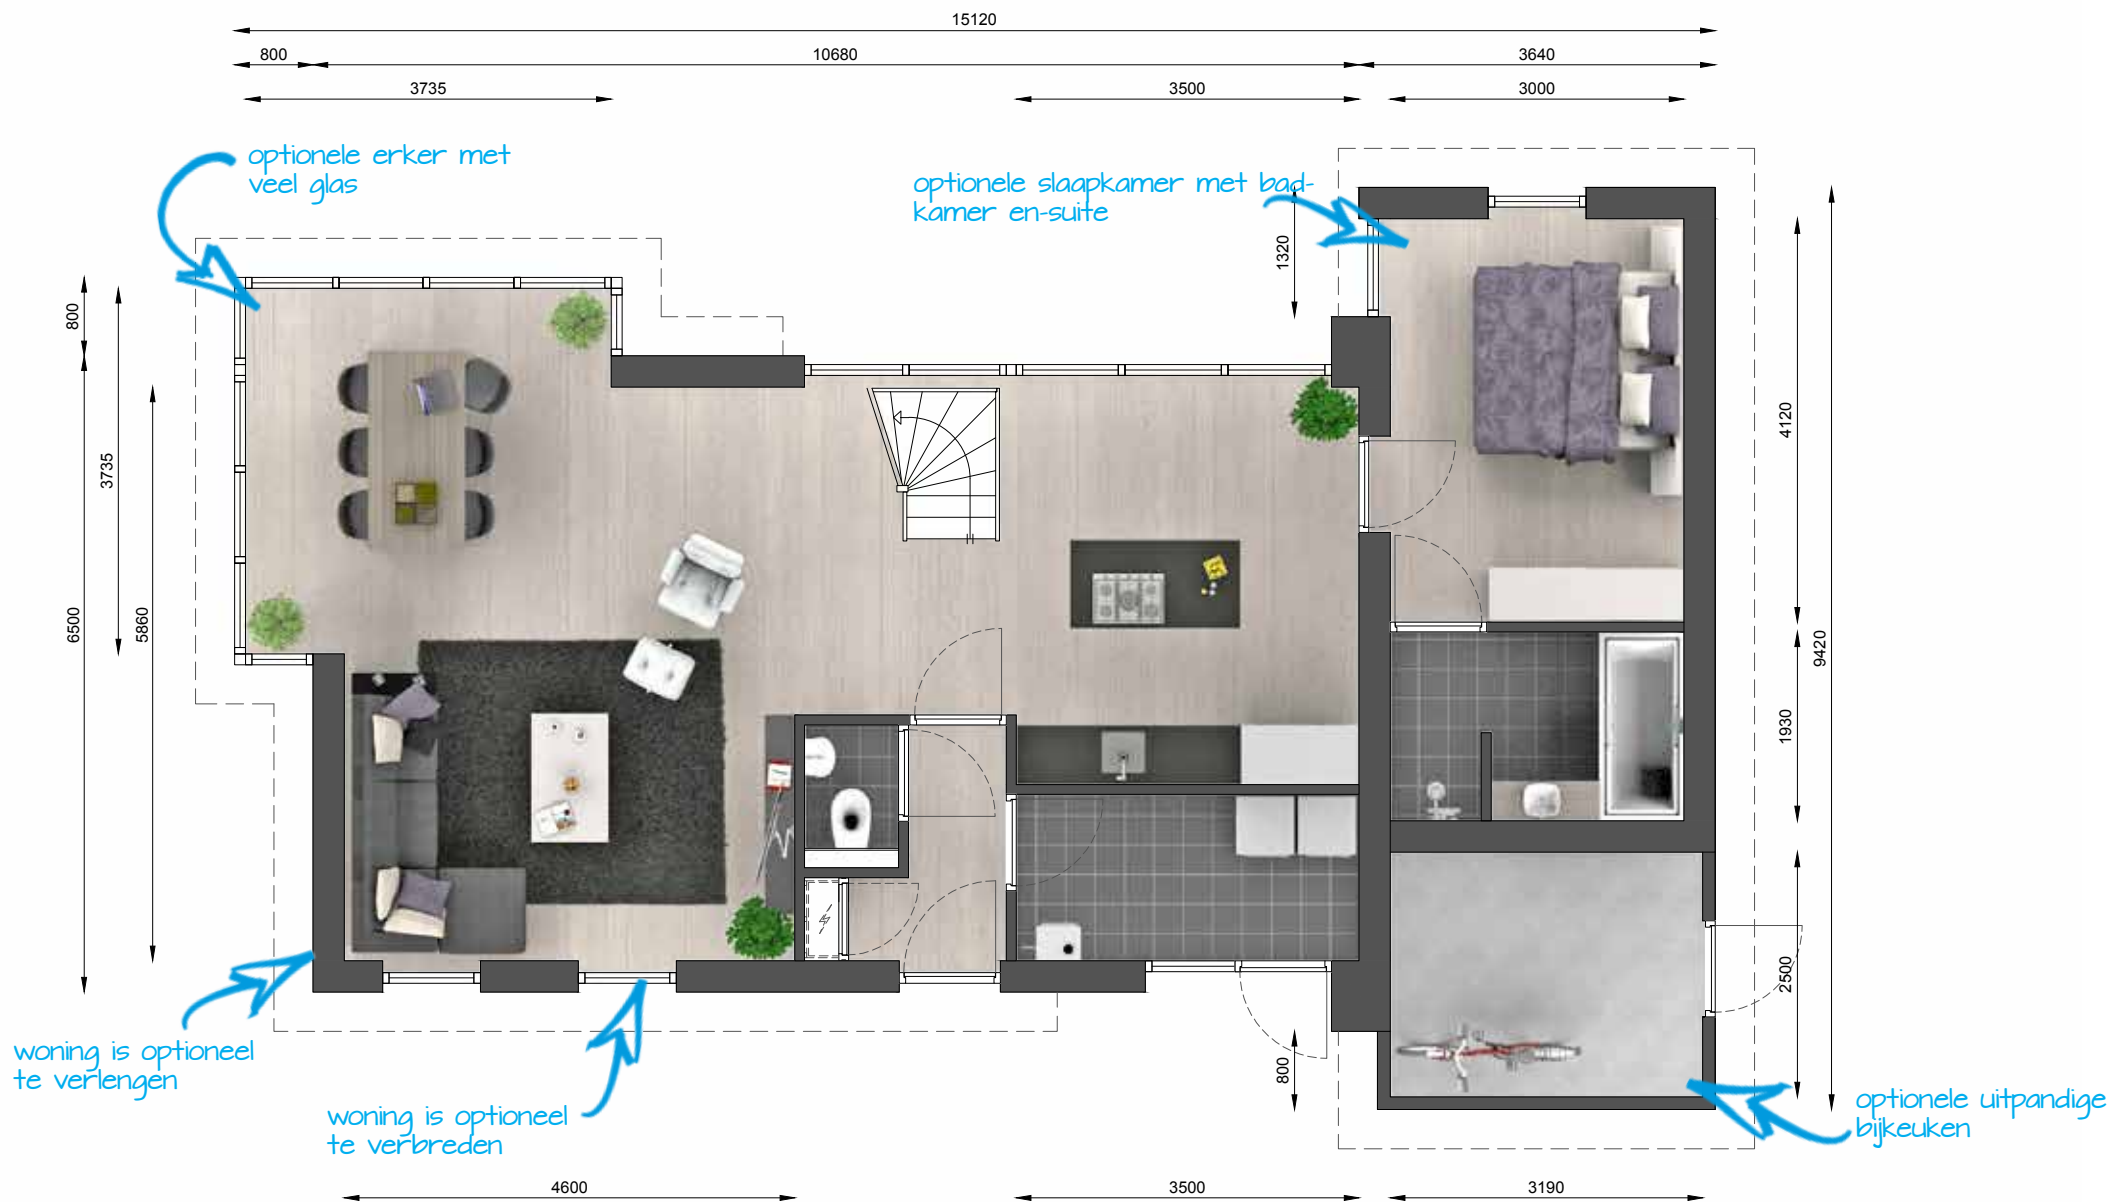 15120
800
10680
3640
3735
3500
3000
optionele erker met
veel glas
optionele slaapkamer met bad-
kamer en-suite
1320
800
3735
6500
5860
4120
1930
9420
2500
800
woning is optioneel
te verlengen
woning is optioneel
te verbreden
optionele uitpandige
bijkeuken
4600
3500
3190